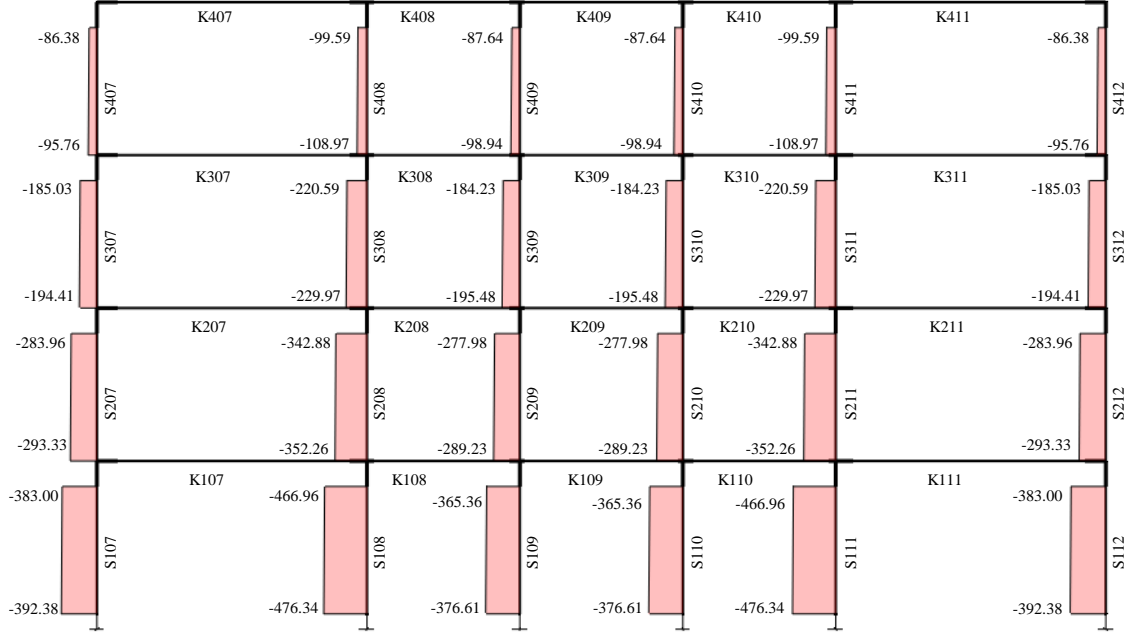 K407 K408 K409 K410 K411
-86.38 -99.59 -87.64 -87.64 -99.59 -86.38
S407 S408 S409 S410 S411 S412
-95.76 -108.97 -98.94 -98.94 -108.97 -95.76
K307 K308 K309 K310 K311
-185.03 -220.59 -184.23 -184.23 -220.59 -185.03
S307 S308 S309 S310 S311 S312
-194.41 -229.97 -195.48 -195.48 -229.97 -194.41
K207 K208 K209 K210 K211
-283.96 -342.88 -277.98 -277.98 -342.88 -283.96
S207 S208 S209 S210 S211 S212
-293.33 -352.26 -289.23 -289.23 -352.26 -293.33
K107 K108 K109 K110 K111
-383.00 -466.96 -365.36 -365.36 -466.96 -383.00
S107 S108 S109 S110 S111 S112
-392.38 -476.34 -376.61 -376.61 -476.34 -392.38